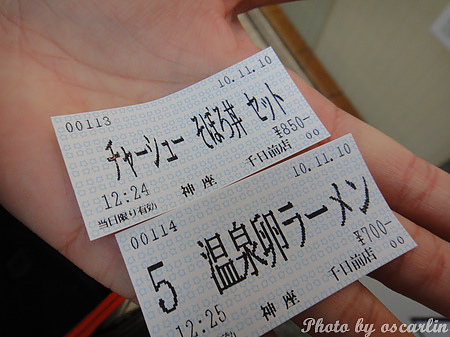 00113 10.11.10
チャーシュー そぼろ丼 セット
¥850-
12:24 神座 千日前店 00
当日限り有効
00114 10.11.10
5 温泉卵ラーメン
¥700-
12:25 神座 千日前店 00
Photo by oscarlin